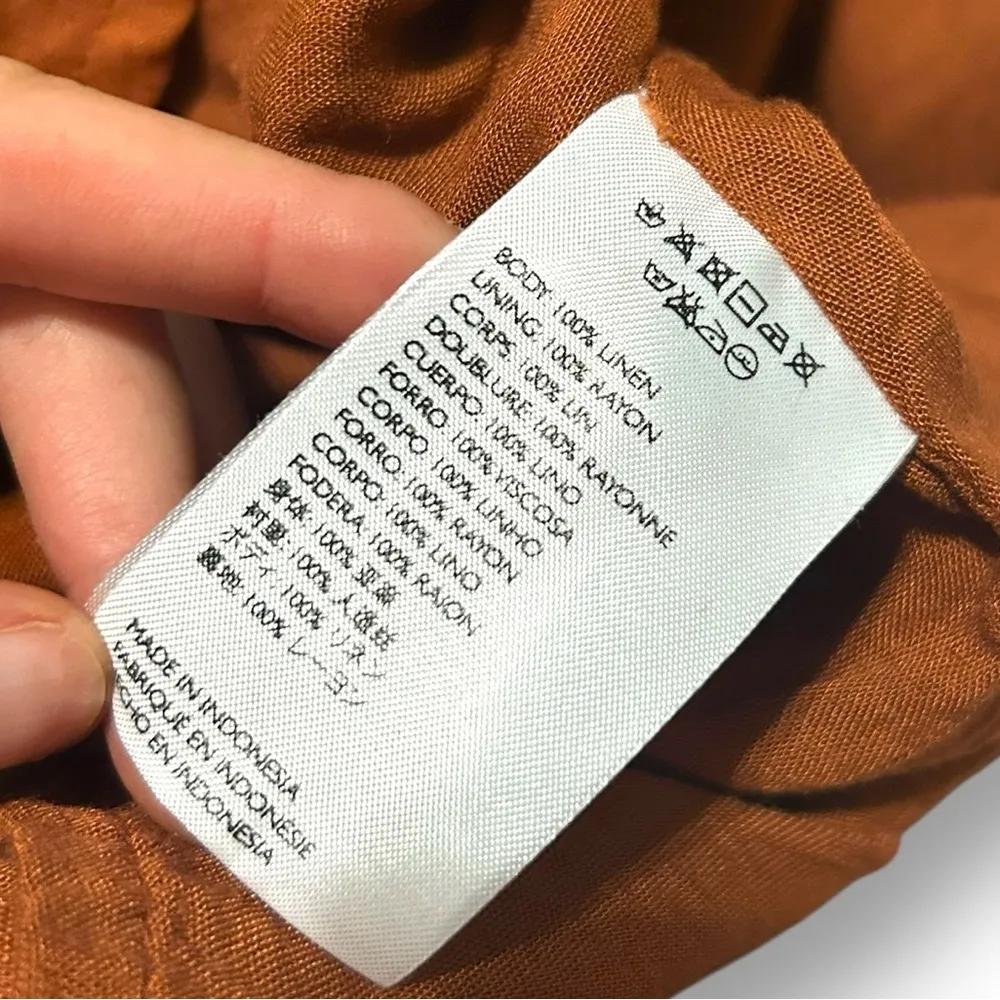 BODY: 100% LINEN
LINING: 100% RAYON
CORPS: 100% LIN
DOUBLURE: 100% RAYONNE
CUERPO: 100% LINO
FORRO: 100% VISCOSA
CORPO: 100% LINHO
FORRO: 100% RAYON
CORPO: 100% LINO
FODERA: 100% RAION
身体: 100% 亚麻
衬里: 100% 人造丝
ボディ: 100% リネン
裏地: 100% レーヨン
MADE IN INDONESIA
FABRIQUÉ EN INDONÉSIE
EN INDONESIA